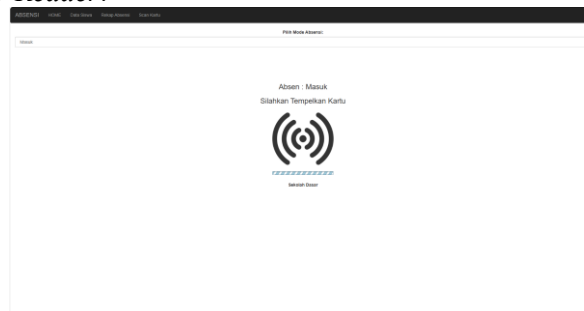 Reader.
ABSENSI HOME Data Siswa Rekap Absensi Scan Kartu
Pilih Mode Absensi:
Masuk
Absen : Masuk
Silahkan Tempelkan Kartu
Sekolah Dasar